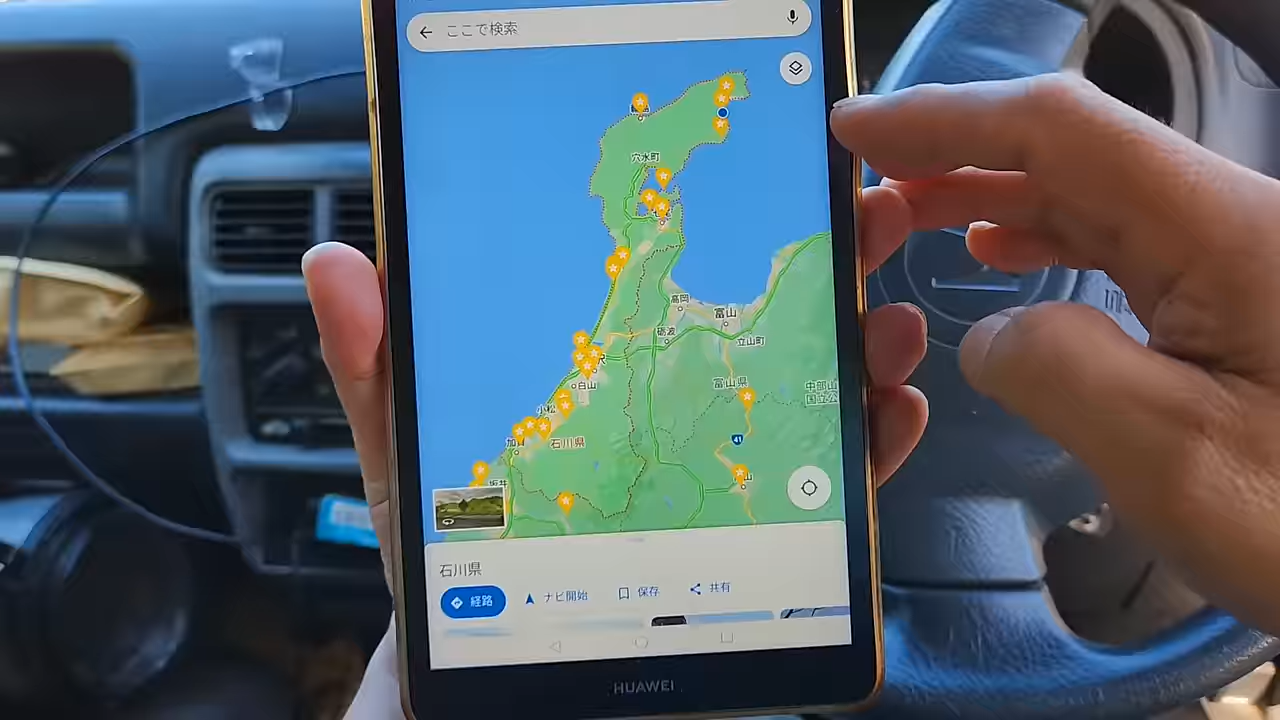 ここで検索
穴水町
高岡
富山
砺波
立山町
白山
富山県
小松
石川県
41
石川県
経路
ナビ開始
保存
共有
HUAWEI